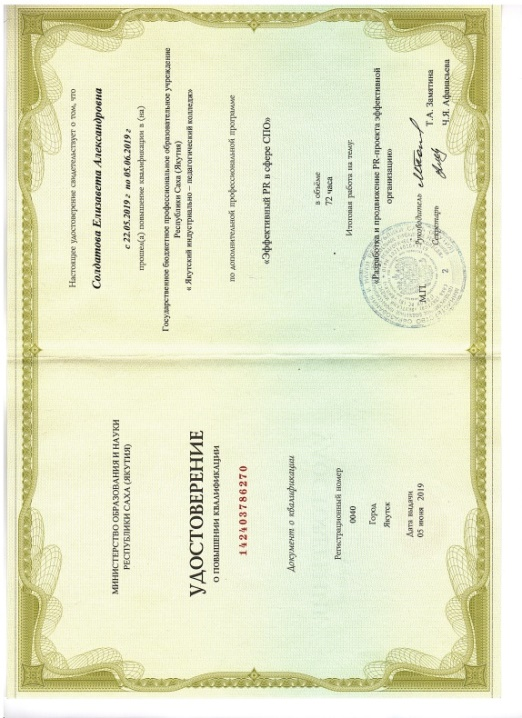 МИНИСТЕРСТВО ОБРАЗОВАНИЯ И НАУКИ
РЕСПУБЛИКИ САХА (ЯКУТИЯ)
УДОСТОВЕРЕНИЕ
О ПОВЫШЕНИИ КВАЛИФИКАЦИИ
142403786270
Документ о квалификации
Регистрационный номер
0040
Город
Якутск
Дата выдачи
05 июня 2019
Настоящее удостоверение свидетельствует о том, что
Солдатова Елизавета Александровна
с 22.05.2019 г по 05.06.2019 г
прошел(а) повышение квалификации в (на)
Государственное бюджетное профессиональное образовательное учреждение
Республики Саха (Якутия)
« Якутский индустриально – педагогический колледж»
по дополнительной профессиональной программе
«Эффективный PR в сфере СПО»
в объёме
72 часа
Итоговая работа на тему:
«Разработка и продвижение PR-проекта эффективной
организации»
Руководитель Т.А. Замятина
М.П. 2 Секретарь Ч.Я. Афанасьева